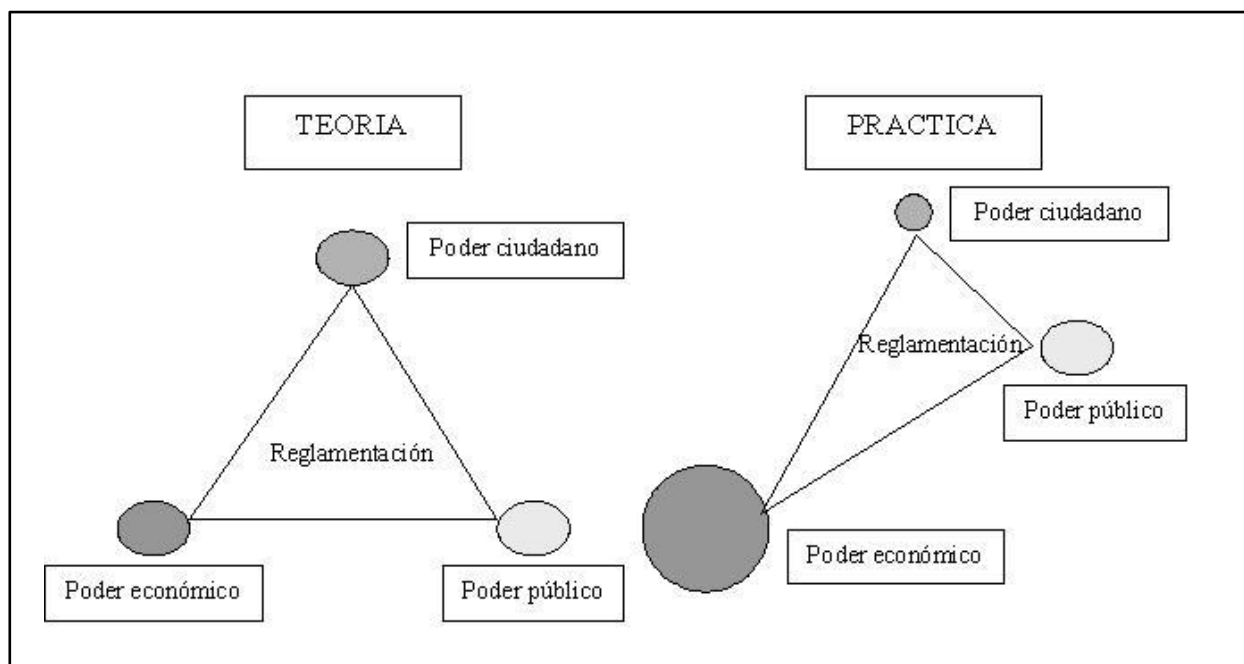 TEORIA
Poder ciudadano
Reglamentación
Poder económico
Poder público
PRACTICA
Poder ciudadano
Reglamentación
Poder público
Poder económico